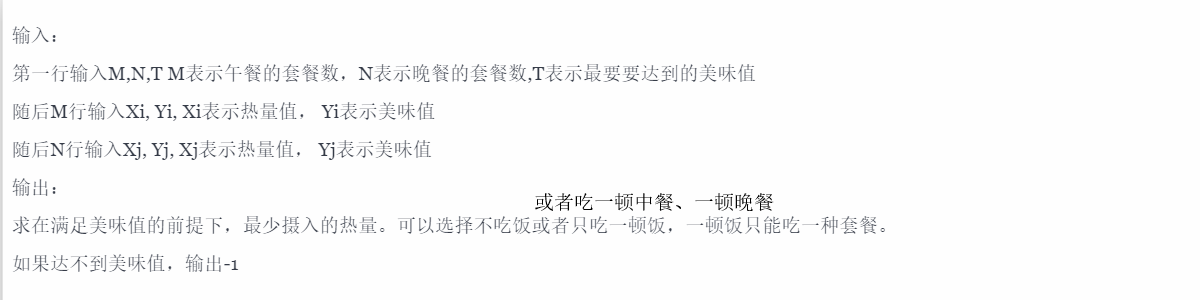 输入：
第一行输入M,N,T M表示午餐的套餐数，N表示晚餐的套餐数,T表示最要要达到的美味值
随后M行输入Xi, Yi, Xi表示热量值， Yi表示美味值
随后N行输入Xj, Yj, Xj表示热量值， Yj表示美味值
输出：
或者吃一顿中餐、一顿晚餐
求在满足美味值的前提下，最少摄入的热量。可以选择不吃饭或者只吃一顿饭，一顿饭只能吃一种套餐。
如果达不到美味值，输出-1